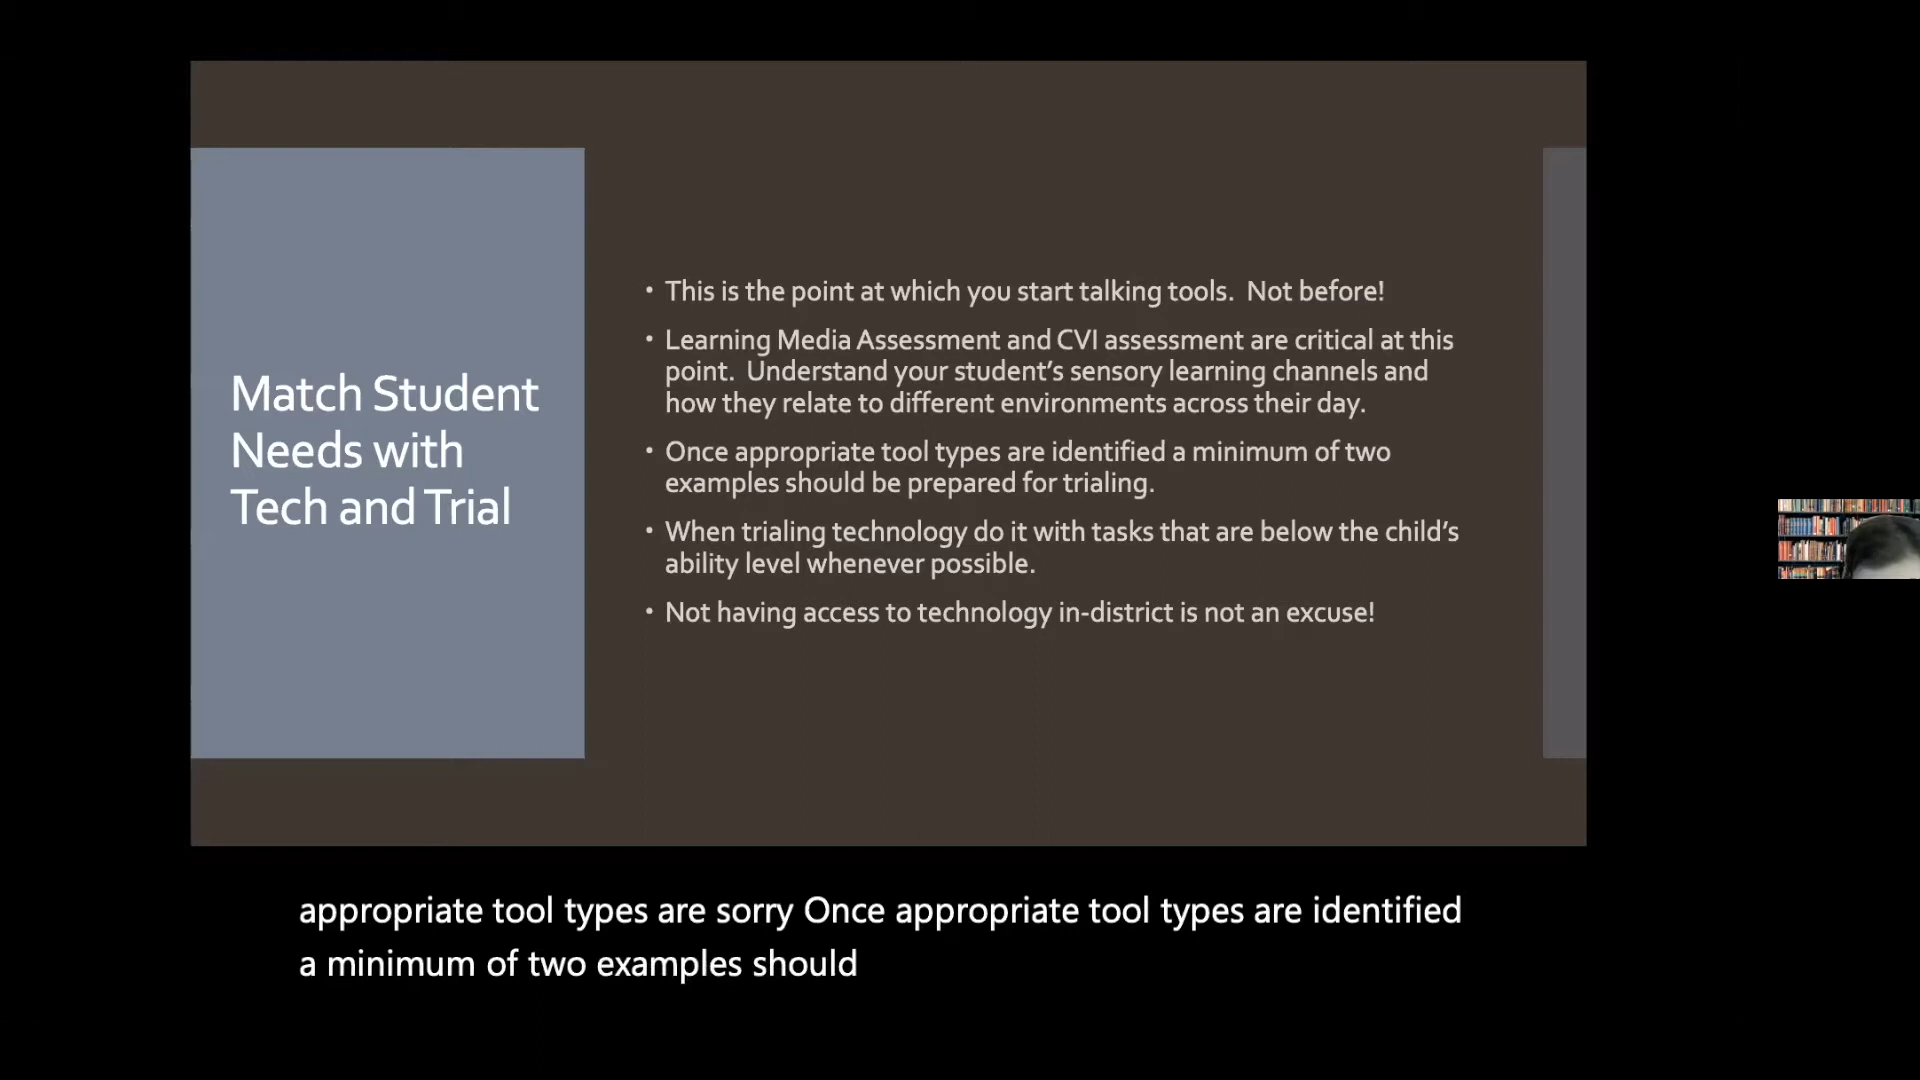 Match Student
Needs with
Tech and Trial
• This is the point at which you start talking tools.  Not before!
• Learning Media Assessment and CVI assessment are critical at this
point.  Understand your student's sensory learning channels and
how they relate to different environments across their day.
• Once appropriate tool types are identified a minimum of two
examples should be prepared for trialing.
• When trialing technology do it with tasks that are below the child's
ability level whenever possible.
• Not having access to technology in-district is not an excuse!
appropriate tool types are sorry Once appropriate tool types are identified
a minimum of two examples should